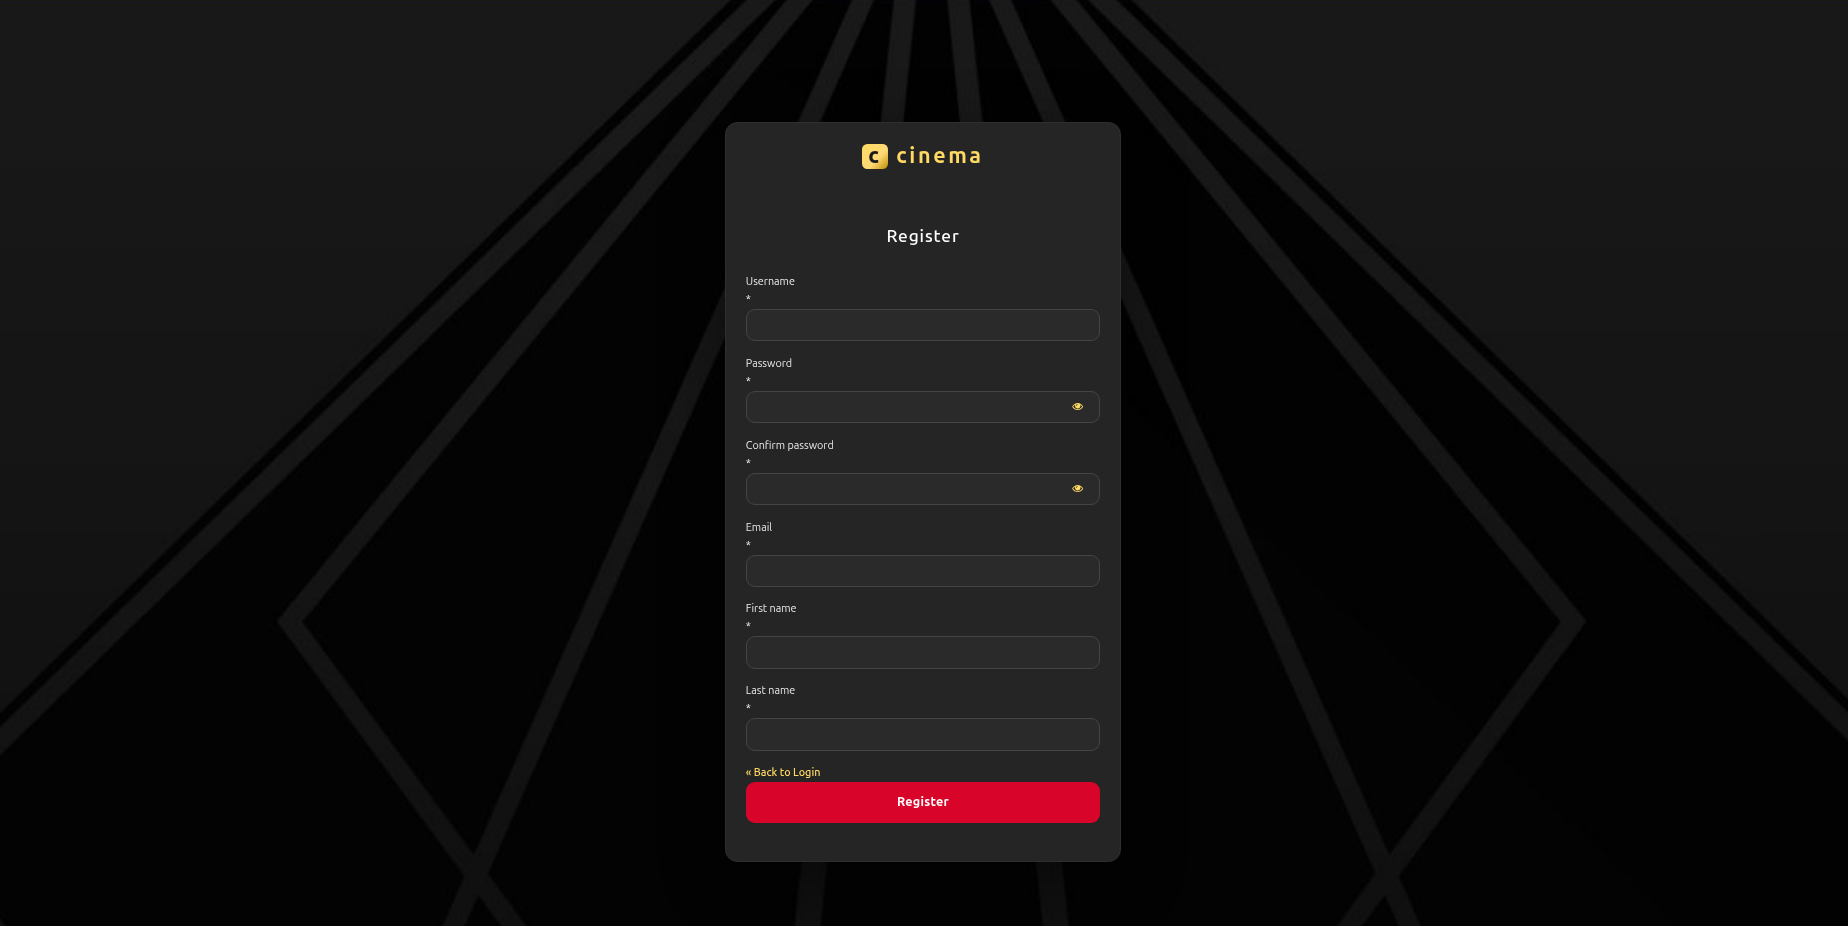 c cinema
Register
Username
*
Password
*
Confirm password
*
Email
*
First name
*
Last name
*
« Back to Login
Register